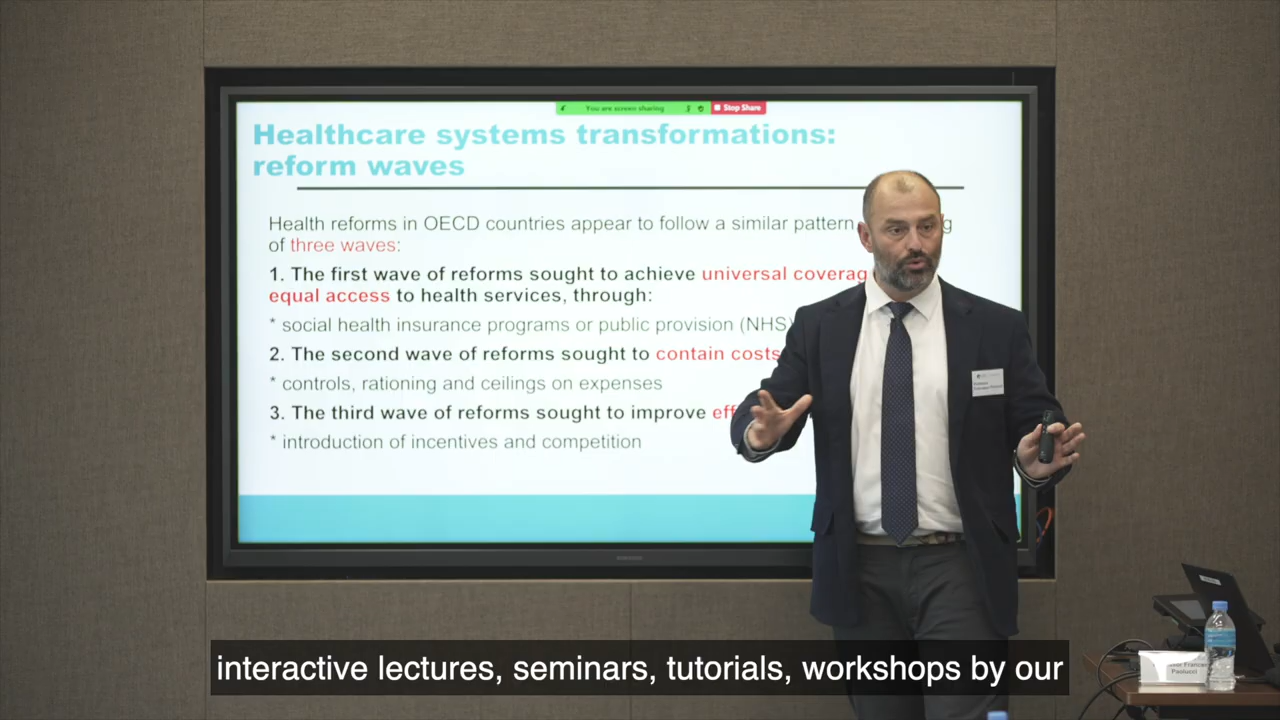 You are screen sharing
Stop Share
Healthcare systems transformations:
reform waves
Health reforms in OECD countries appear to follow a similar pattern
of three waves:
1. The first wave of reforms sought to achieve universal coverag
equal access to health services, through:
* social health insurance programs or public provision (NHS)
2. The second wave of reforms sought to contain costs
* controls, rationing and ceilings on expenses
3. The third wave of reforms sought to improve eff
* introduction of incentives and competition
SAMSUNG
Paolucci
interactive lectures, seminars, tutorials, workshops by our